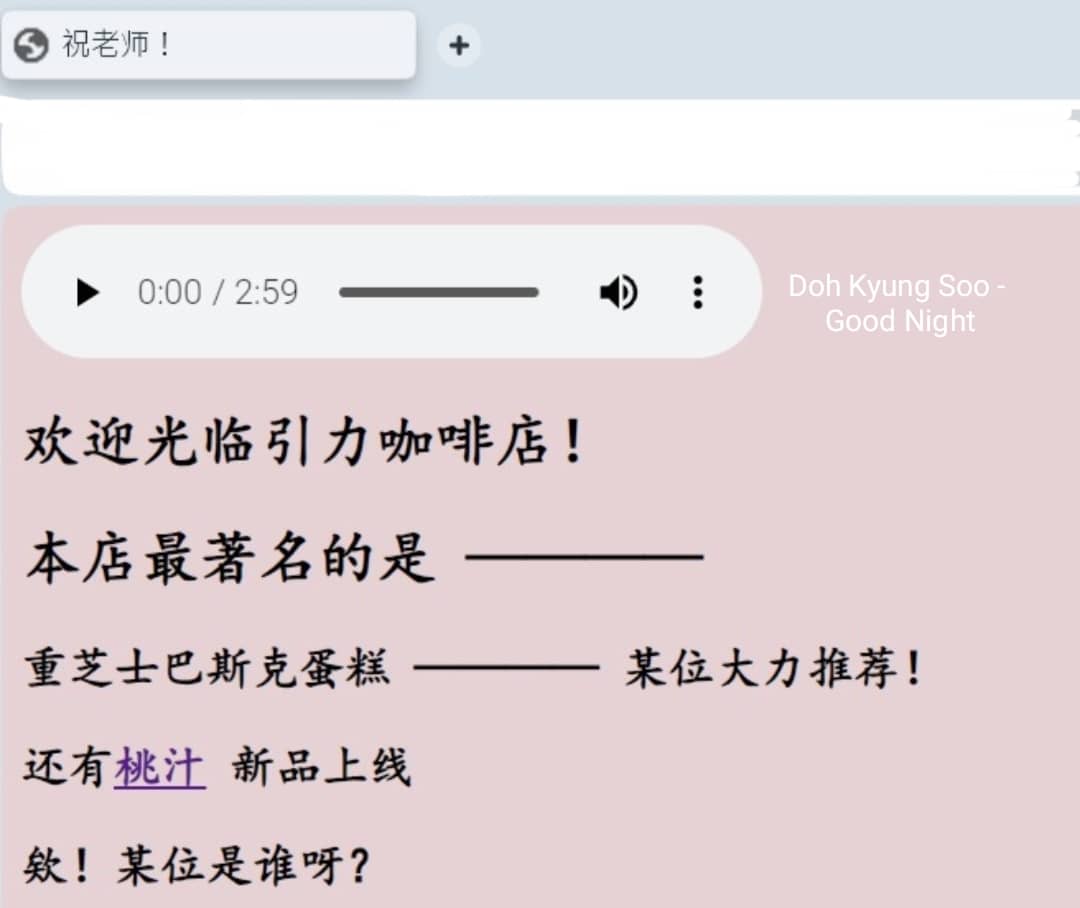 祝老师！
0:00 / 2:59
Doh Kyung Soo -
Good Night
欢迎光临引力咖啡店！
本店最著名的是 ————
重芝士巴斯克蛋糕 ———— 某位大力推荐！
还有桃汁 新品上线
欸！某位是谁呀？